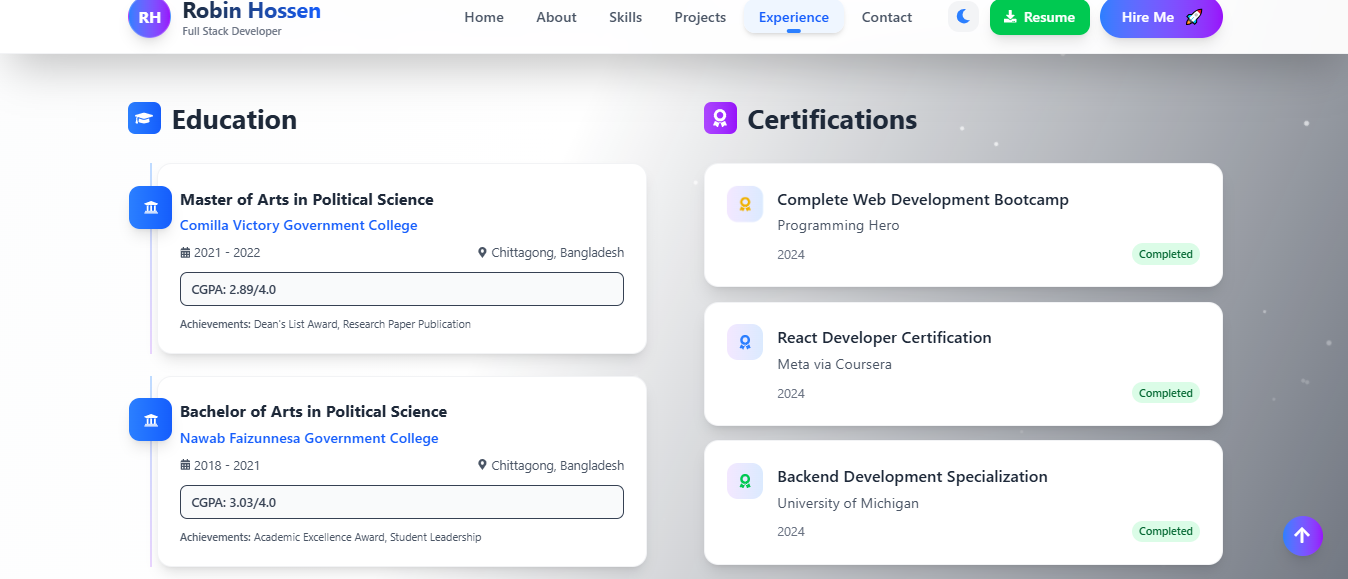 RH
Robin Hossen
Full Stack Developer
Home About Skills Projects Experience Contact Resume Hire Me
Education
Master of Arts in Political Science
Comilla Victory Government College
2021 - 2022 Chittagong, Bangladesh
CGPA: 2.89/4.0
Achievements: Dean's List Award, Research Paper Publication
Bachelor of Arts in Political Science
Nawab Faizunnesa Government College
2018 - 2021 Chittagong, Bangladesh
CGPA: 3.03/4.0
Achievements: Academic Excellence Award, Student Leadership
Certifications
Complete Web Development Bootcamp
Programming Hero
2024 Completed
React Developer Certification
Meta via Coursera
2024 Completed
Backend Development Specialization
University of Michigan
2024 Completed